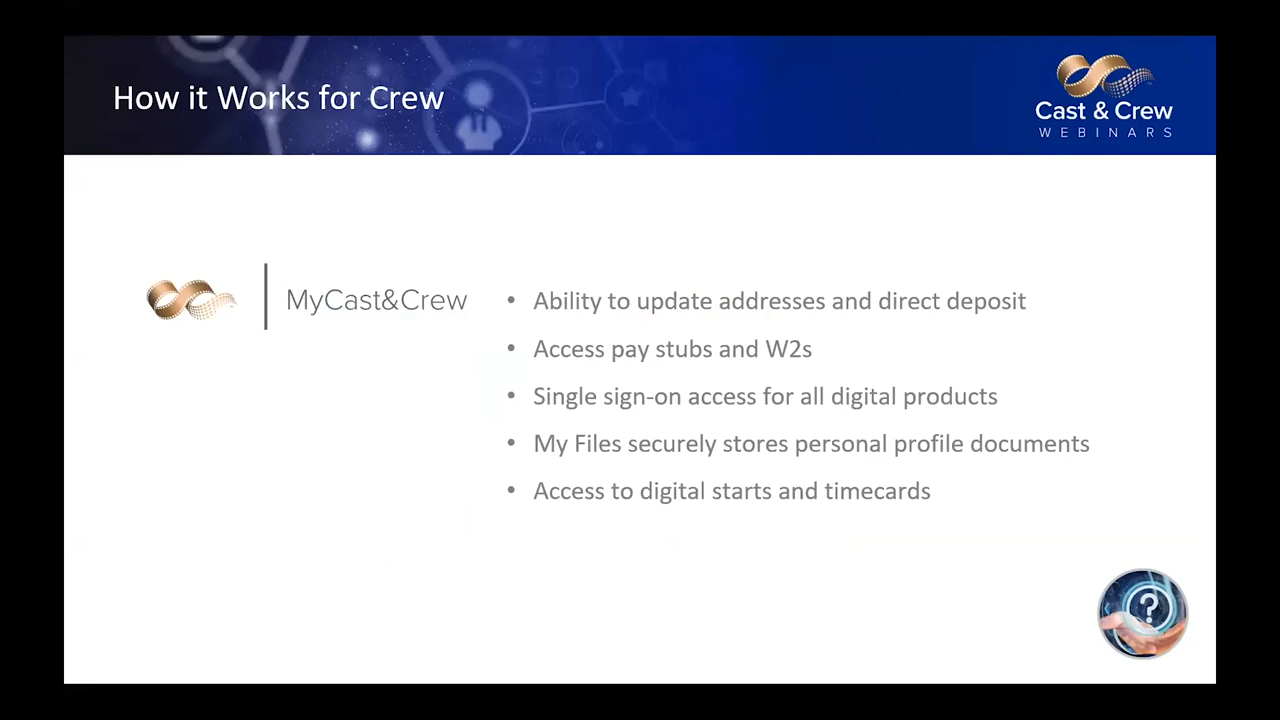 How it Works for Crew
Cast & Crew
WEBINARS
MyCast&Crew
• Ability to update addresses and direct deposit
• Access pay stubs and W2s
• Single sign-on access for all digital products
• My Files securely stores personal profile documents
• Access to digital starts and timecards
?